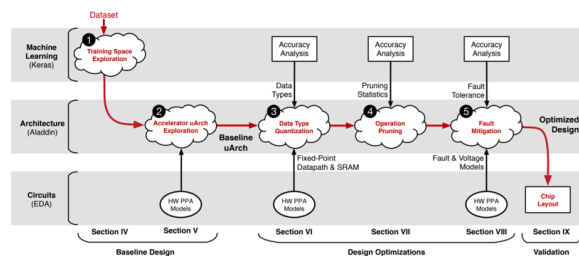 Dataset
Machine
Learning
(Keras)
1
Training Space
Exploration
Accuracy
Analysis
Accuracy
Analysis
Accuracy
Analysis
Data
Types
Pruning
Statistics
Fault
Tolerance
Architecture
(Aladdin)
2
Accelerator uArch
Exploration
Baseline
uArch
3
Data Type
Quantization
4
Operation
Pruning
5
Fault
Mitigation
Optimized
Design
Fixed-Point
Datapath & SRAM
Fault & Voltage
Models
Circuits
(EDA)
HW PPA
Models
HW PPA
Models
HW PPA
Models
Chip
Layout
Section IV
Section V
Section VI
Section VII
Section VIII
Section IX
Baseline Design
Design Optimizations
Validation